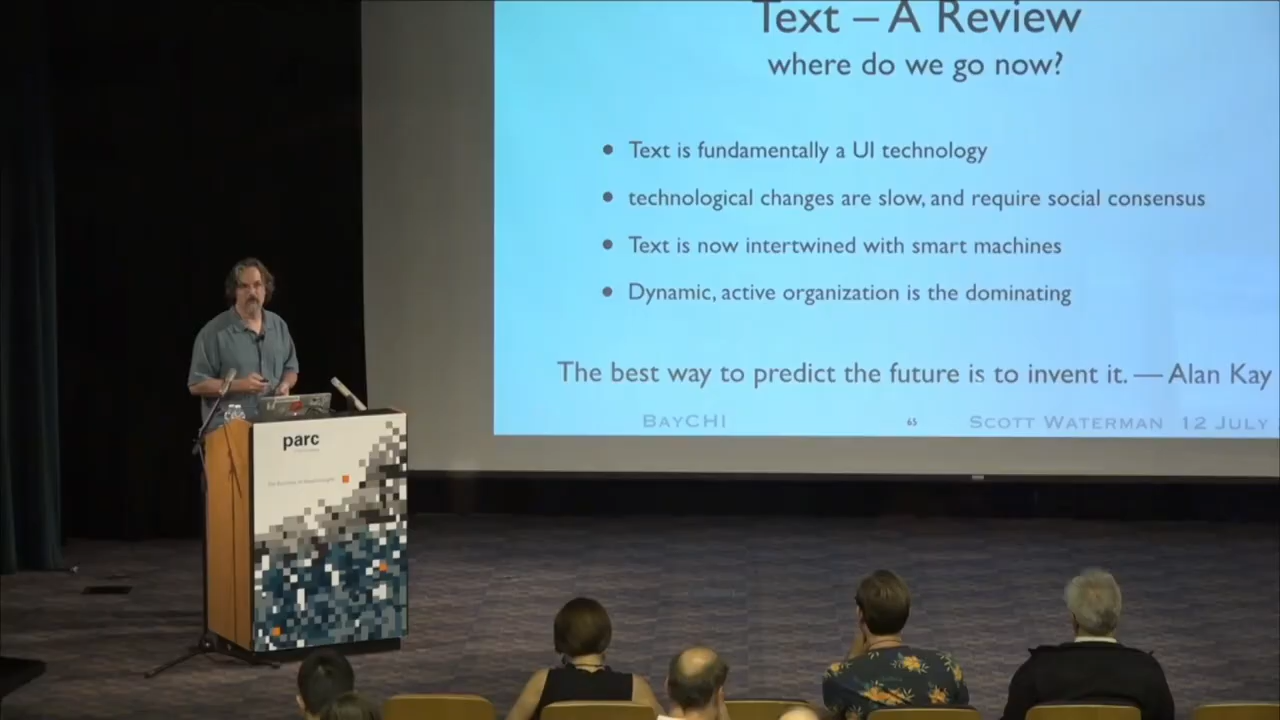 Text – A Review
where do we go now?
• Text is fundamentally a UI technology
• technological changes are slow, and require social consensus
• Text is now intertwined with smart machines
• Dynamic, active organization is the dominating
The best way to predict the future is to invent it. — Alan Kay
BAYCHI 65 SCOTT WATERMAN 12 JULY
parc